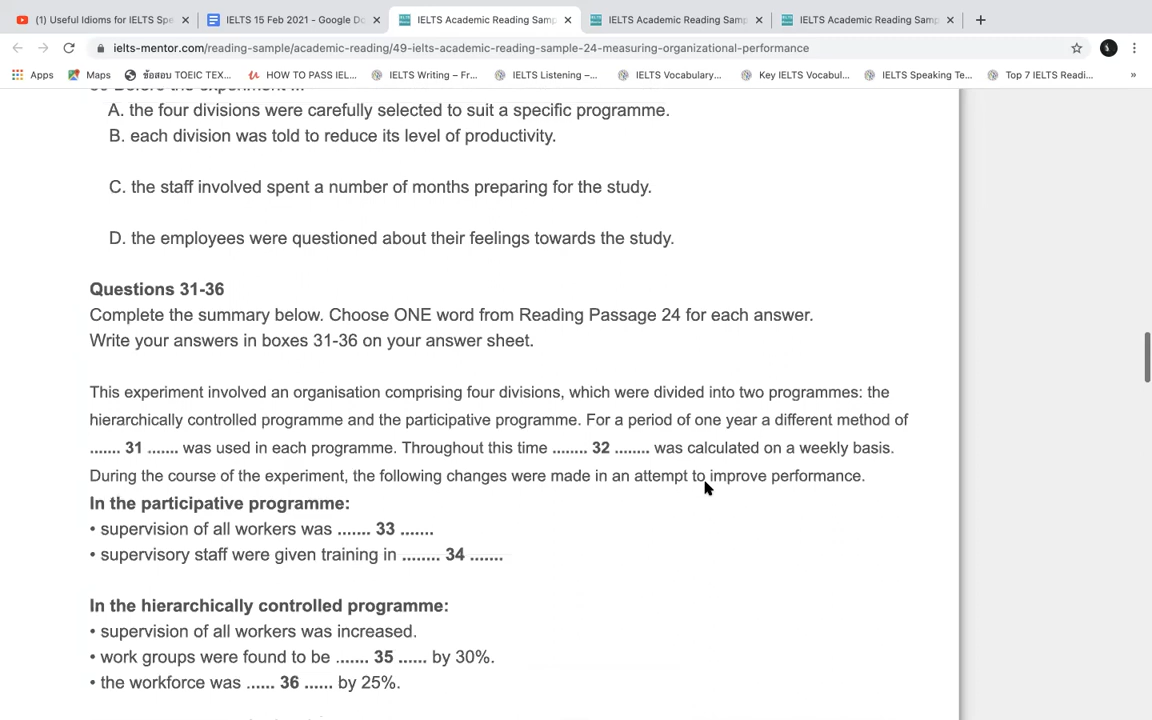 (1) Useful Idioms for IELTS Spe
IELTS 15 Feb 2021 - Google Do
IELTS Academic Reading Samp
IELTS Academic Reading Samp
IELTS Academic Reading Samp
ielts-mentor.com/reading-sample/academic-reading/49-ielts-academic-reading-sample-24-measuring-organizational-performance
Apps
Maps
ข้อสอบ TOEIC TEX...
HOW TO PASS IEL...
IELTS Writing – Fr...
IELTS Listening –...
IELTS Vocabulary...
Key IELTS Vocabul...
IELTS Speaking Te...
Top 7 IELTS Readi...
»
A. the four divisions were carefully selected to suit a specific programme.
B. each division was told to reduce its level of productivity.
C. the staff involved spent a number of months preparing for the study.
D. the employees were questioned about their feelings towards the study.
Questions 31-36
Complete the summary below. Choose ONE word from Reading Passage 24 for each answer.
Write your answers in boxes 31-36 on your answer sheet.
This experiment involved an organisation comprising four divisions, which were divided into two programmes: the
hierarchically controlled programme and the participative programme. For a period of one year a different method of
....... 31 ....... was used in each programme. Throughout this time ........ 32 ........ was calculated on a weekly basis.
During the course of the experiment, the following changes were made in an attempt to improve performance.
In the participative programme:
• supervision of all workers was ....... 33 .......
• supervisory staff were given training in ........ 34 .......
In the hierarchically controlled programme:
• supervision of all workers was increased.
• work groups were found to be ....... 35 ...... by 30%.
• the workforce was ...... 36 ...... by 25%.